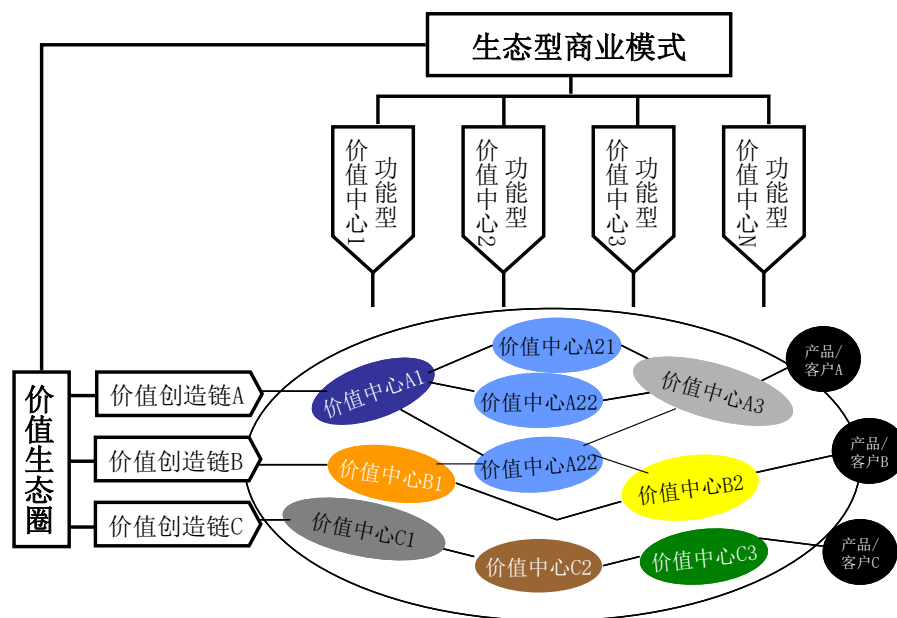 生态型商业模式
功能型
价值中心1
功能型
价值中心2
功能型
价值中心3
功能型
价值中心N
价值生态圈
价值创造链A
价值创造链B
价值创造链C
价值中心A1
价值中心A21
价值中心A22
价值中心A22
价值中心A3
价值中心B1
价值中心B2
价值中心C1
价值中心C2
价值中心C3
产品/
客户A
产品/
客户B
产品/
客户C